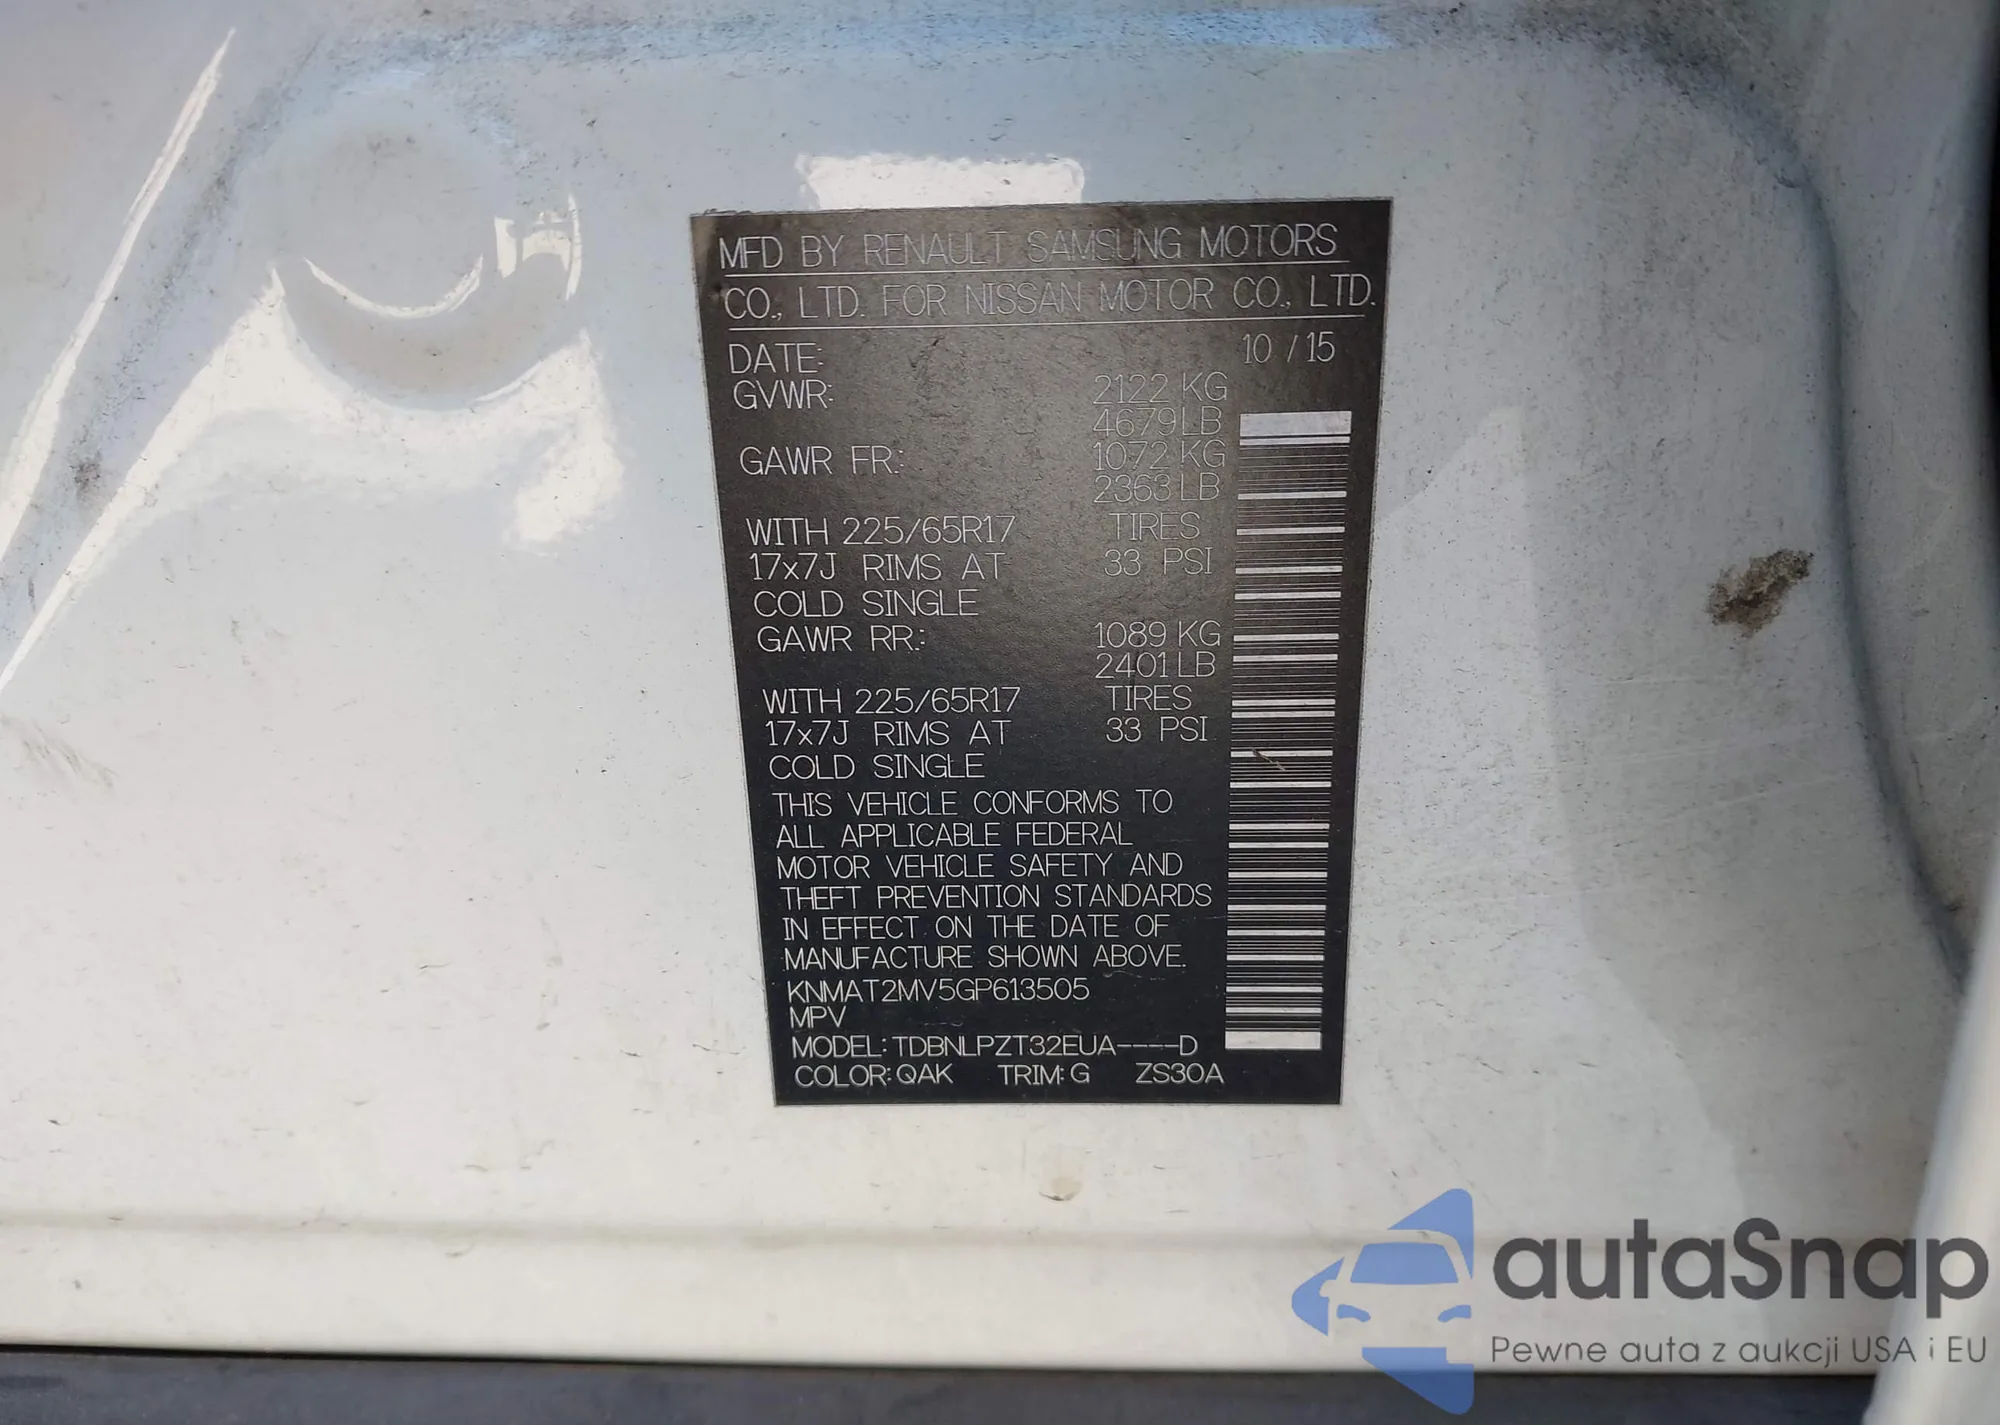 MFD BY RENAULT SAMSUNG MOTORS
CO., LTD. FOR NISSAN MOTOR CO., LTD.
DATE: 10 / 15
GVWR: 2122 KG
4679 LB
GAWR FR: 1072 KG
2363 LB
WITH 225/65R17 TIRES
17x7J RIMS AT 33 PSI
COLD SINGLE
GAWR RR: 1089 KG
2401 LB
WITH 225/65R17 TIRES
17x7J RIMS AT 33 PSI
COLD SINGLE
THIS VEHICLE CONFORMS TO
ALL APPLICABLE FEDERAL
MOTOR VEHICLE SAFETY AND
THEFT PREVENTION STANDARDS
IN EFFECT ON THE DATE OF
MANUFACTURE SHOWN ABOVE.
KNMAT2MV5GP613505
MPV
MODEL: TDBNLPZT32EUA----D
COLOR: QAK TRIM: G ZS30A
autaSnap
Pewne auta z aukcji USA i EU